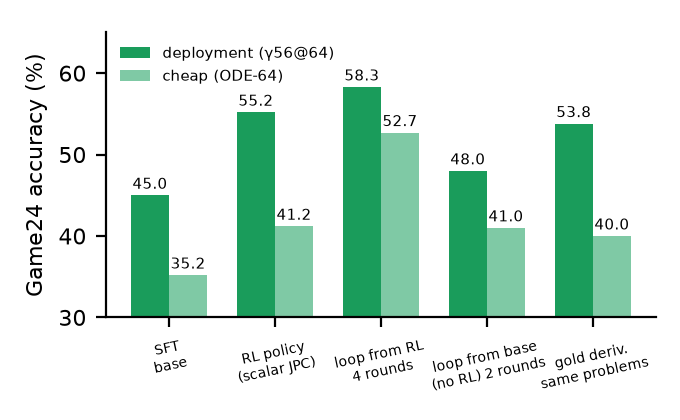 deployment (γ56@64)
cheap (ODE-64)
Game24 accuracy (%)
60
50
40
30
45.0
35.2
55.2
41.2
58.3
52.7
48.0
41.0
53.8
40.0
SFT
base
RL policy
(scalar JPC)
loop from RL
4 rounds
loop from base
(no RL) 2 rounds
gold deriv.
same problems